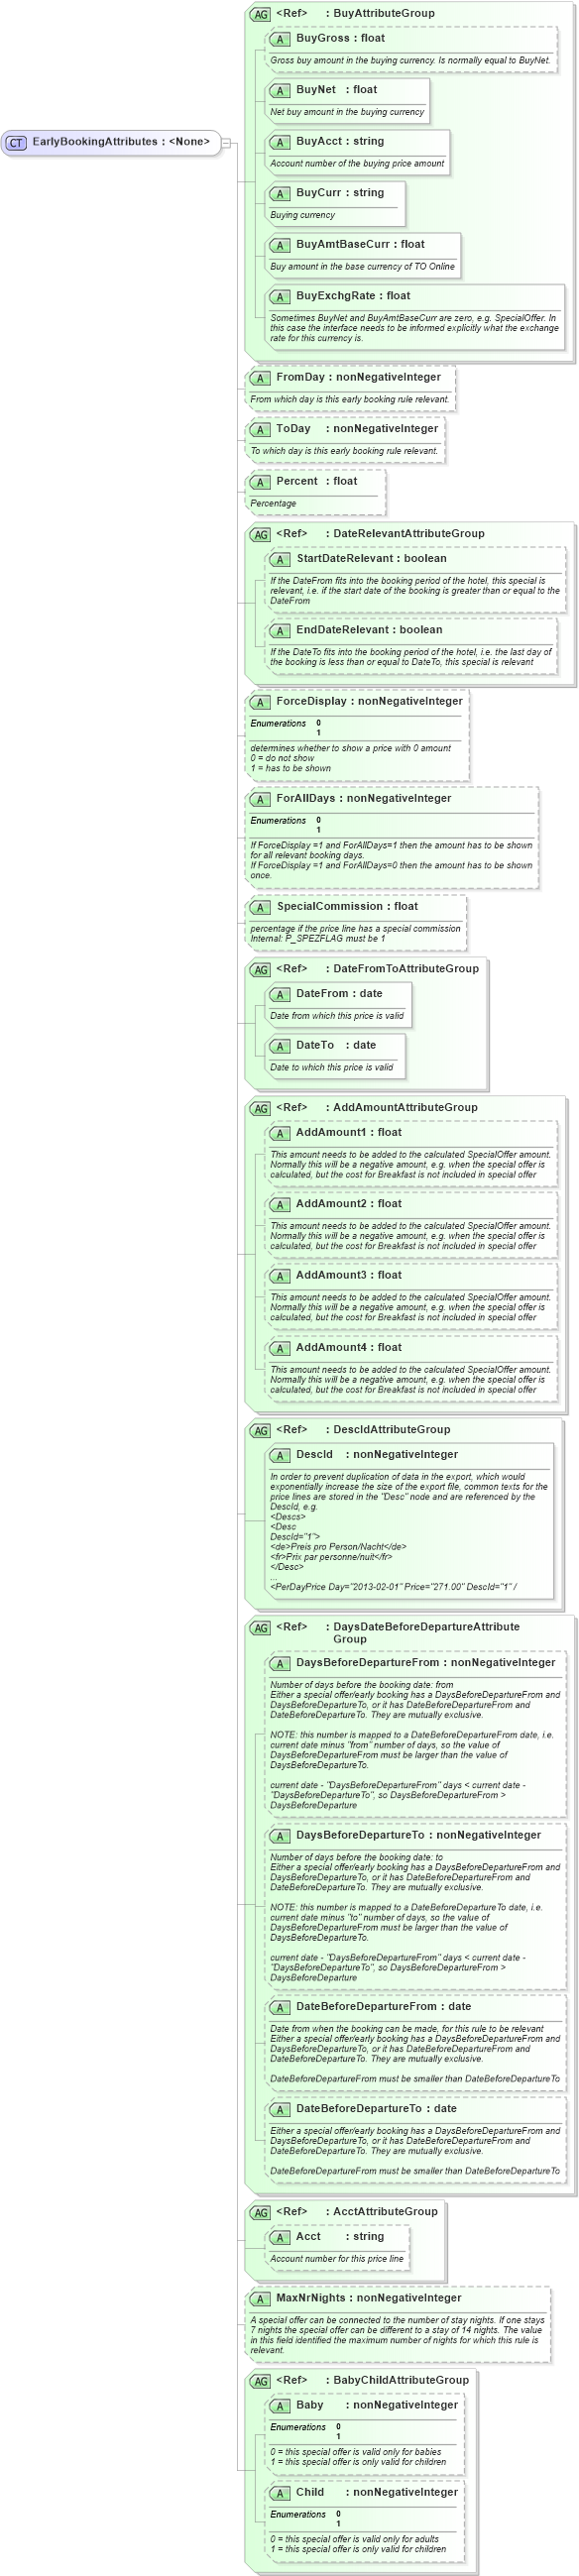 AG <Ref> : BuyAttributeGroup
A BuyGross : float
Gross buy amount in the buying currency. Is normally equal to BuyNet.
A BuyNet : float
Net buy amount in the buying currency
CT EarlyBookingAttributes : <None>
A BuyAcct : string
Account number of the buying price amount
A BuyCurr : string
Buying currency
A BuyAmtBaseCurr : float
Buy amount in the base currency of TO Online
A BuyExchgRate : float
Sometimes BuyNet and BuyAmtBaseCurr are zero, e.g. SpecialOffer. In
this case the interface needs to be informed explicitly what the exchange
rate for this currency is.
A FromDay : nonNegativeInteger
From which day is this early booking rule relevant.
A ToDay : nonNegativeInteger
To which day is this early booking rule relevant.
A Percent : float
Percentage
AG <Ref> : DateRelevantAttributeGroup
A StartDateRelevant : boolean
If the DateFrom fits into the booking period of the hotel, this special is
relevant, i.e. if the start date of the booking is greater than or equal to the
DateFrom
A EndDateRelevant : boolean
If the DateTo fits into the booking period of the hotel, i.e. the last day of
the booking is less than or equal to DateTo, this special is relevant
A ForceDisplay : nonNegativeInteger
Enumerations 0
1
determines whether to show a price with 0 amount
0 = do not show
1 = has to be shown
A ForAllDays : nonNegativeInteger
Enumerations 0
1
If ForceDisplay =1 and ForAllDays=1 then the amount has to be shown
for all relevant booking days.
If ForceDisplay =1 and ForAllDays=0 then the amount has to be shown
once.
A SpecialCommission : float
percentage if the price line has a special commission
Internal: P_SPEZFLAG must be 1
AG <Ref> : DateFromToAttributeGroup
A DateFrom : date
Date from which this price is valid
A DateTo : date
Date to which this price is valid
AG <Ref> : AddAmountAttributeGroup
A AddAmount1 : float
This amount needs to be added to the calculated SpecialOffer amount.
Normally this will be a negative amount, e.g. when the special offer is
calculated, but the cost for Breakfast is not included in special offer
A AddAmount2 : float
This amount needs to be added to the calculated SpecialOffer amount.
Normally this will be a negative amount, e.g. when the special offer is
calculated, but the cost for Breakfast is not included in special offer
A AddAmount3 : float
This amount needs to be added to the calculated SpecialOffer amount.
Normally this will be a negative amount, e.g. when the special offer is
calculated, but the cost for Breakfast is not included in special offer
A AddAmount4 : float
This amount needs to be added to the calculated SpecialOffer amount.
Normally this will be a negative amount, e.g. when the special offer is
calculated, but the cost for Breakfast is not included in special offer
AG <Ref> : DescIdAttributeGroup
A DescId : nonNegativeInteger
In order to prevent duplication of data in the export, which would
exponentially increase the size of the export file, common texts for the
price lines are stored in the "Desc" node and are referenced by the
DescId, e.g.
<Descs>
<Desc
DescId="1">
<de>Preis pro Person/Nacht</de>
<fr>Prix par personne/nuit</fr>
</Desc>
...
<PerDayPrice Day="2013-02-01" Price="271.00" DescId="1" /
AG <Ref> : DaysDateBeforeDepartureAttribute
Group
A DaysBeforeDepartureFrom : nonNegativeInteger
Number of days before the booking date: from
Either a special offer/early booking has a DaysBeforeDepartureFrom and
DaysBeforeDepartureTo, or it has DateBeforeDepartureFrom and
DateBeforeDepartureTo. They are mutually exclusive.
NOTE: this number is mapped to a DateBeforeDepartureFrom date, i.e.
current date minus "from" number of days, so the value of
DaysBeforeDepartureFrom must be larger than the value of
DaysBeforeDepartureTo.
current date - "DaysBeforeDepartureFrom" days < current date -
"DaysBeforeDepartureTo", so DaysBeforeDepartureFrom >
DaysBeforeDeparture
A DaysBeforeDepartureTo : nonNegativeInteger
Number of days before the booking date: to
Either a special offer/early booking has a DaysBeforeDepartureFrom and
DaysBeforeDepartureTo, or it has DateBeforeDepartureFrom and
DateBeforeDepartureTo. They are mutually exclusive.
NOTE: this number is mapped to a DateBeforeDepartureTo date, i.e.
current date minus "to" number of days, so the value of
DaysBeforeDepartureFrom must be larger than the value of
DaysBeforeDepartureTo.
current date - "DaysBeforeDepartureFrom" days < current date -
"DaysBeforeDepartureTo", so DaysBeforeDepartureFrom >
DaysBeforeDeparture
A DateBeforeDepartureFrom : date
Date from when the booking can be made, for this rule to be relevant
Either a special offer/early booking has a DaysBeforeDepartureFrom and
DaysBeforeDepartureTo, or it has DateBeforeDepartureFrom and
DateBeforeDepartureTo. They are mutually exclusive.
DateBeforeDepartureFrom must be smaller than DateBeforeDepartureTo
A DateBeforeDepartureTo : date
Either a special offer/early booking has a DaysBeforeDepartureFrom and
DaysBeforeDepartureTo, or it has DateBeforeDepartureFrom and
DateBeforeDepartureTo. They are mutually exclusive.
DateBeforeDepartureFrom must be smaller than DateBeforeDepartureTo
AG <Ref> : AcctAttributeGroup
A Acct : string
Account number for this price line
A MaxNrNights : nonNegativeInteger
A special offer can be connected to the number of stay nights. If one stays
7 nights the special offer can be different to a stay of 14 nights. The value
in this field identified the maximum number of nights for which this rule is
relevant.
AG <Ref> : BabyChildAttributeGroup
A Baby : nonNegativeInteger
Enumerations 0
1
0 = this special offer is valid only for babies
1 = this special offer is only valid for children
A Child : nonNegativeInteger
Enumerations 0
1
0 = this special offer is valid only for adults
1 = this special offer is only valid for children